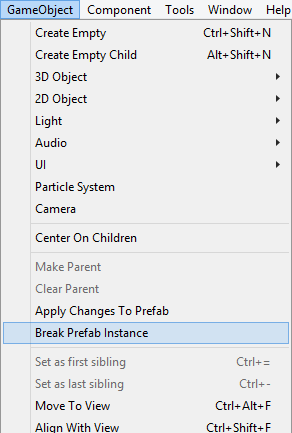 GameObject Component Tools Window Help
Create Empty Ctrl+Shift+N
Create Empty Child Alt+Shift+N
3D Object
2D Object
Light
Audio
UI
Particle System
Camera
Center On Children
Make Parent
Clear Parent
Apply Changes To Prefab
Break Prefab Instance
Set as first sibling Ctrl+=
Set as last sibling Ctrl+-
Move To View Ctrl+Alt+F
Align With View Ctrl+Shift+F